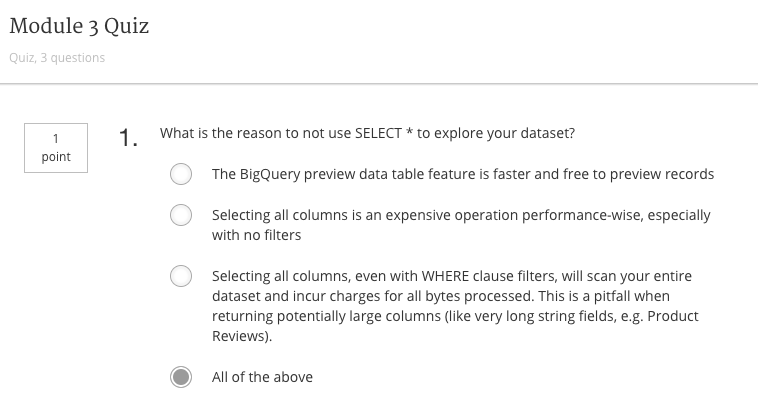 Module 3 Quiz
Quiz, 3 questions
1
point
1.
What is the reason to not use SELECT * to explore your dataset?
The BigQuery preview data table feature is faster and free to preview records
Selecting all columns is an expensive operation performance-wise, especially
with no filters
Selecting all columns, even with WHERE clause filters, will scan your entire
dataset and incur charges for all bytes processed. This is a pitfall when
returning potentially large columns (like very long string fields, e.g. Product
Reviews).
All of the above